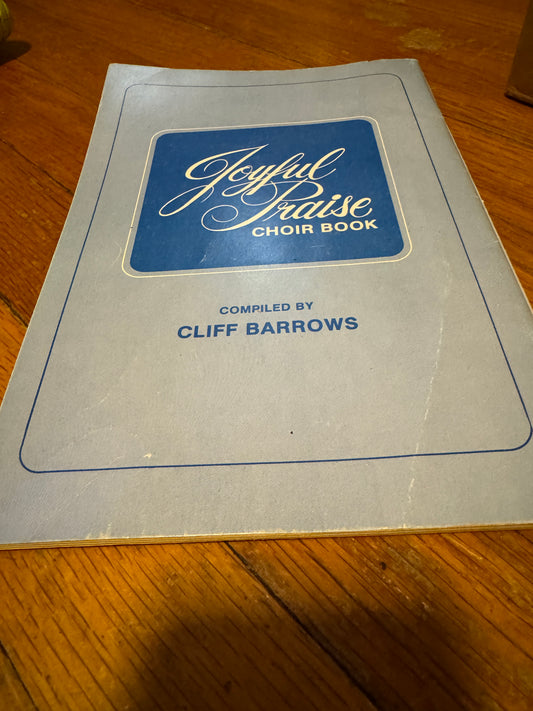 Joyful
Praise
CHOIR BOOK
COMPILED BY
CLIFF BARROWS